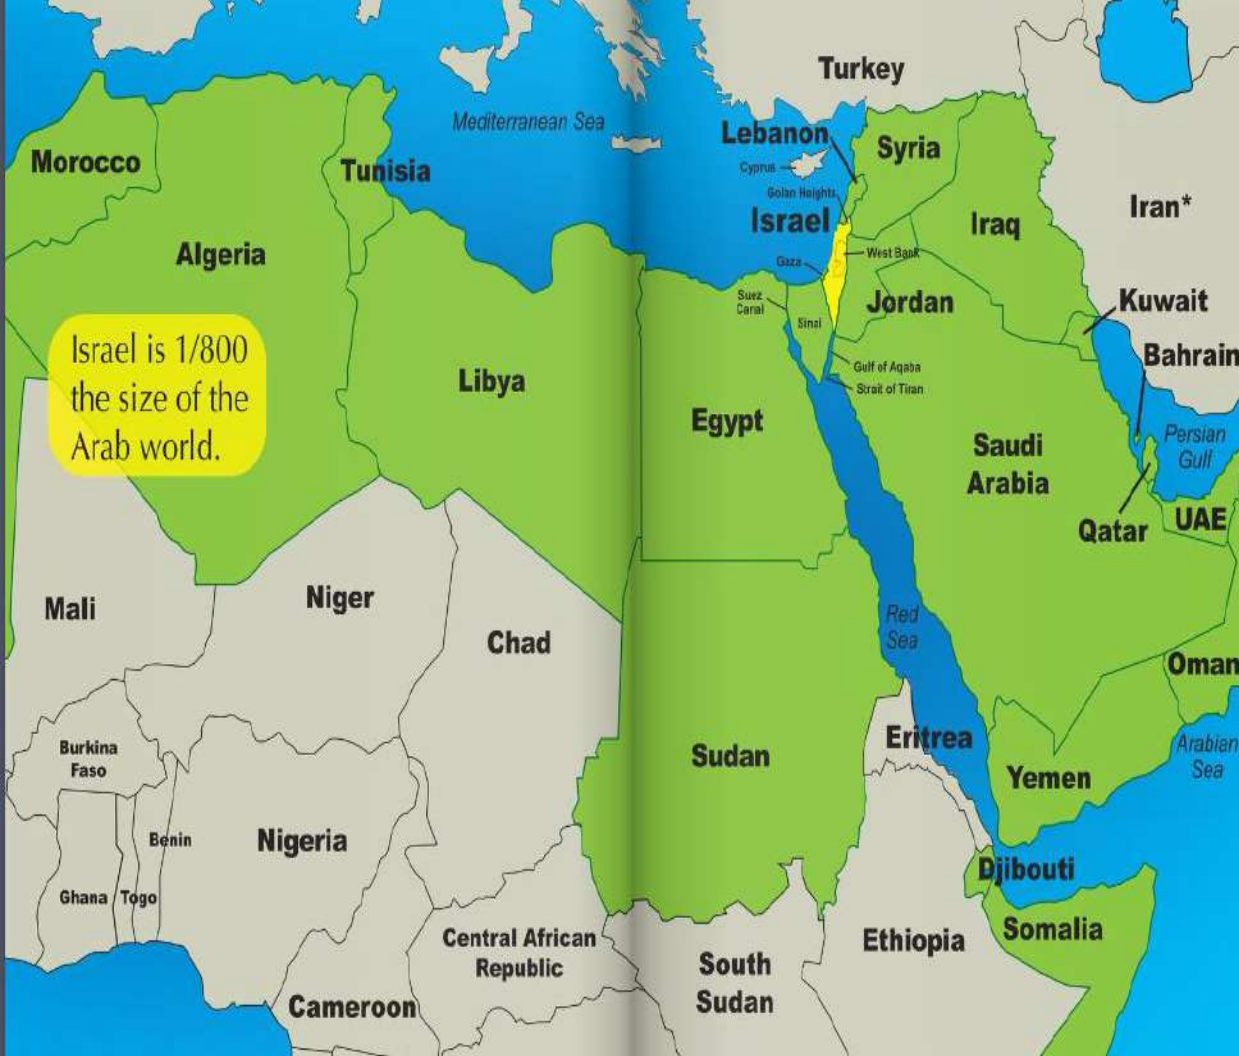 Turkey
Mediterranean Sea
Lebanon
Syria
Morocco
Tunisia
Cyprus
Golan Heights
Iran*
Israel
Iraq
Algeria
West Bank
Gaza
Suez
Canal
Sinai
Jordan
Kuwait
Israel is 1/800
the size of the
Arab world.
Bahrain
Gulf of Aqaba
Strait of Tiran
Libya
Egypt
Saudi
Arabia
Persian
Gulf
Qatar
UAE
Mali
Niger
Chad
Red
Sea
Oman
Burkina
Faso
Sudan
Eritrea
Yemen
Arabian
Sea
Benin
Nigeria
Djibouti
Ghana
Togo
Central African
Republic
South
Sudan
Ethiopia
Somalia
Cameroon